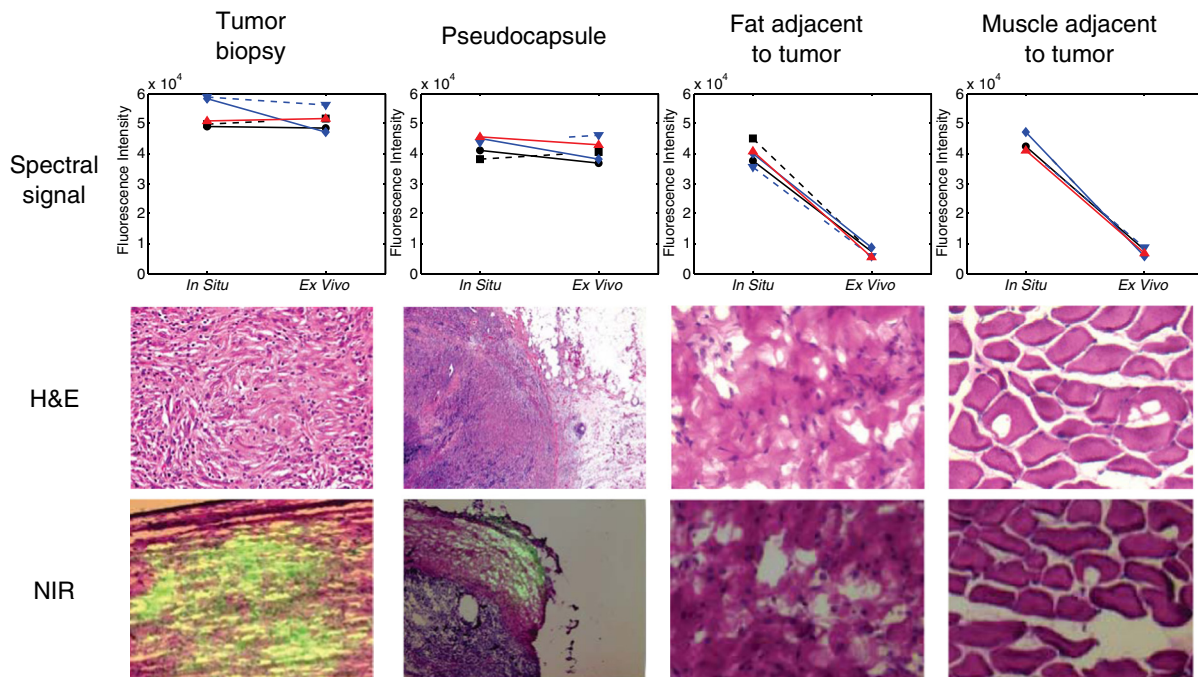 Tumor
biopsy
Pseudocapsule
Fat adjacent
to tumor
Muscle adjacent
to tumor
Spectral
signal
x 10^4
Fluorescence Intensity
6
5
4
3
2
1
0
In Situ
Ex Vivo
x 10^4
Fluorescence Intensity
6
5
4
3
2
1
0
In Situ
Ex Vivo
x 10^4
Fluorescence Intensity
6
5
4
3
2
1
0
In Situ
Ex Vivo
x 10^4
Fluorescence Intensity
6
5
4
3
2
1
0
In Situ
Ex Vivo
H&E
NIR